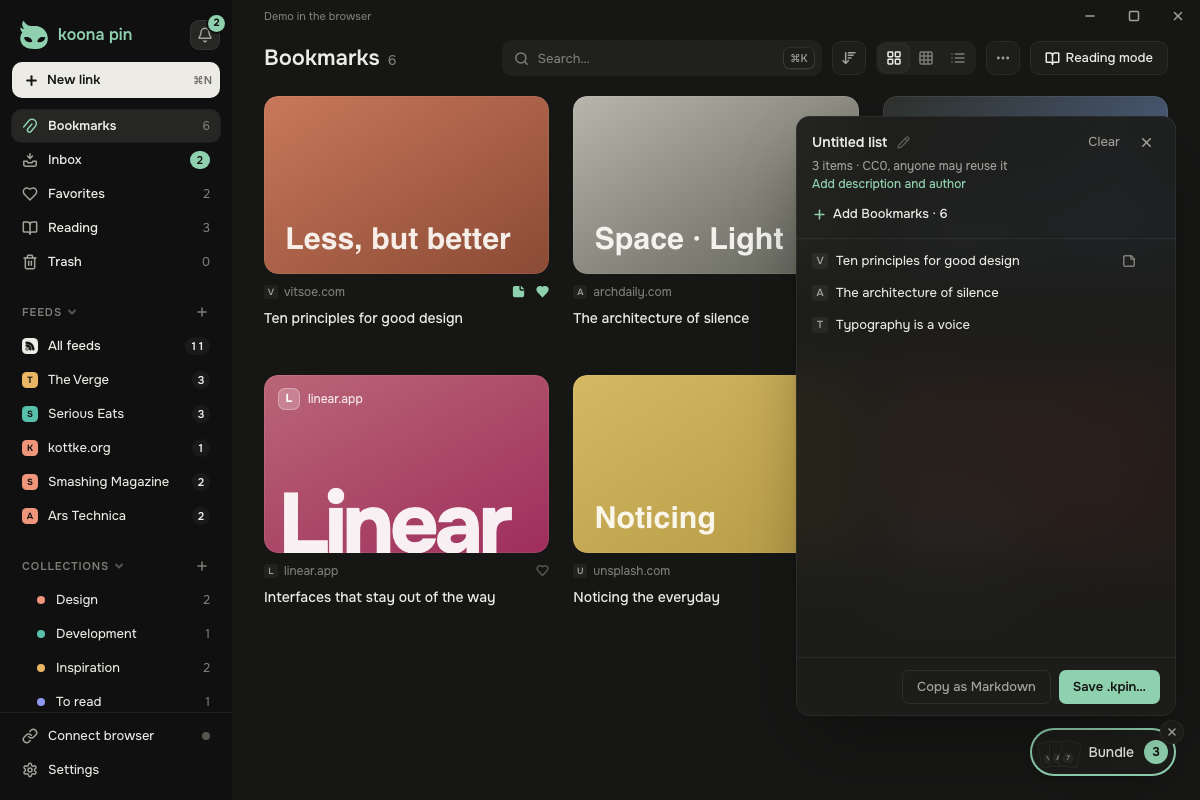 Demo in the browser
koona pin
2
New link
⌘N
Bookmarks
6
Inbox
2
Favorites
2
Reading
3
Trash
0
FEEDS
All feeds
11
T
The Verge
3
S
Serious Eats
3
K
kottke.org
1
S
Smashing Magazine
2
A
Ars Technica
2
COLLECTIONS
Design
2
Development
1
Inspiration
2
To read
1
Connect browser
Settings
Bookmarks 6
Search...
⌘K
Reading mode
Less, but better
V vitsoe.com
Ten principles for good design
Space · Light
A archdaily.com
The architecture of silence
L linear.app
Linear
L linear.app
Interfaces that stay out of the way
Noticing
U unsplash.com
Noticing the everyday
Untitled list
Clear
3 items · CC0, anyone may reuse it
Add description and author
Add Bookmarks · 6
V Ten principles for good design
A The architecture of silence
T Typography is a voice
Copy as Markdown
Save .kpin...
Bundle 3